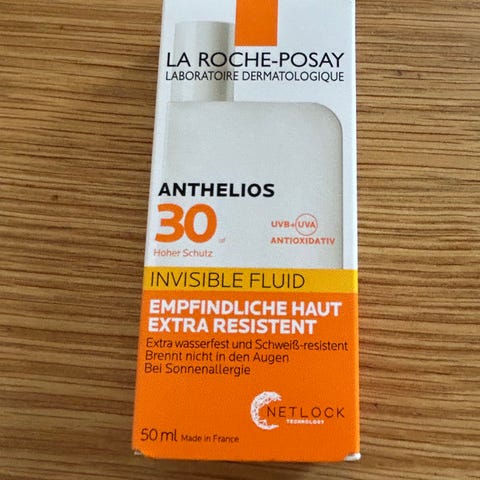 LA ROCHE-POSAY
LABORATOIRE DERMATOLOGIQUE
ANTHELIOS
30
Hoher Schutz
UVB+UVA
ANTIOXIDATIV
INVISIBLE FLUID
EMPFINDLICHE HAUT
EXTRA RESISTENT
Extra wasserfest und Schweiß-resistent
Brennt nicht in den Augen
Bei Sonnenallergie
NETLOCK
TECHNOLOGY
50 ml Made in France